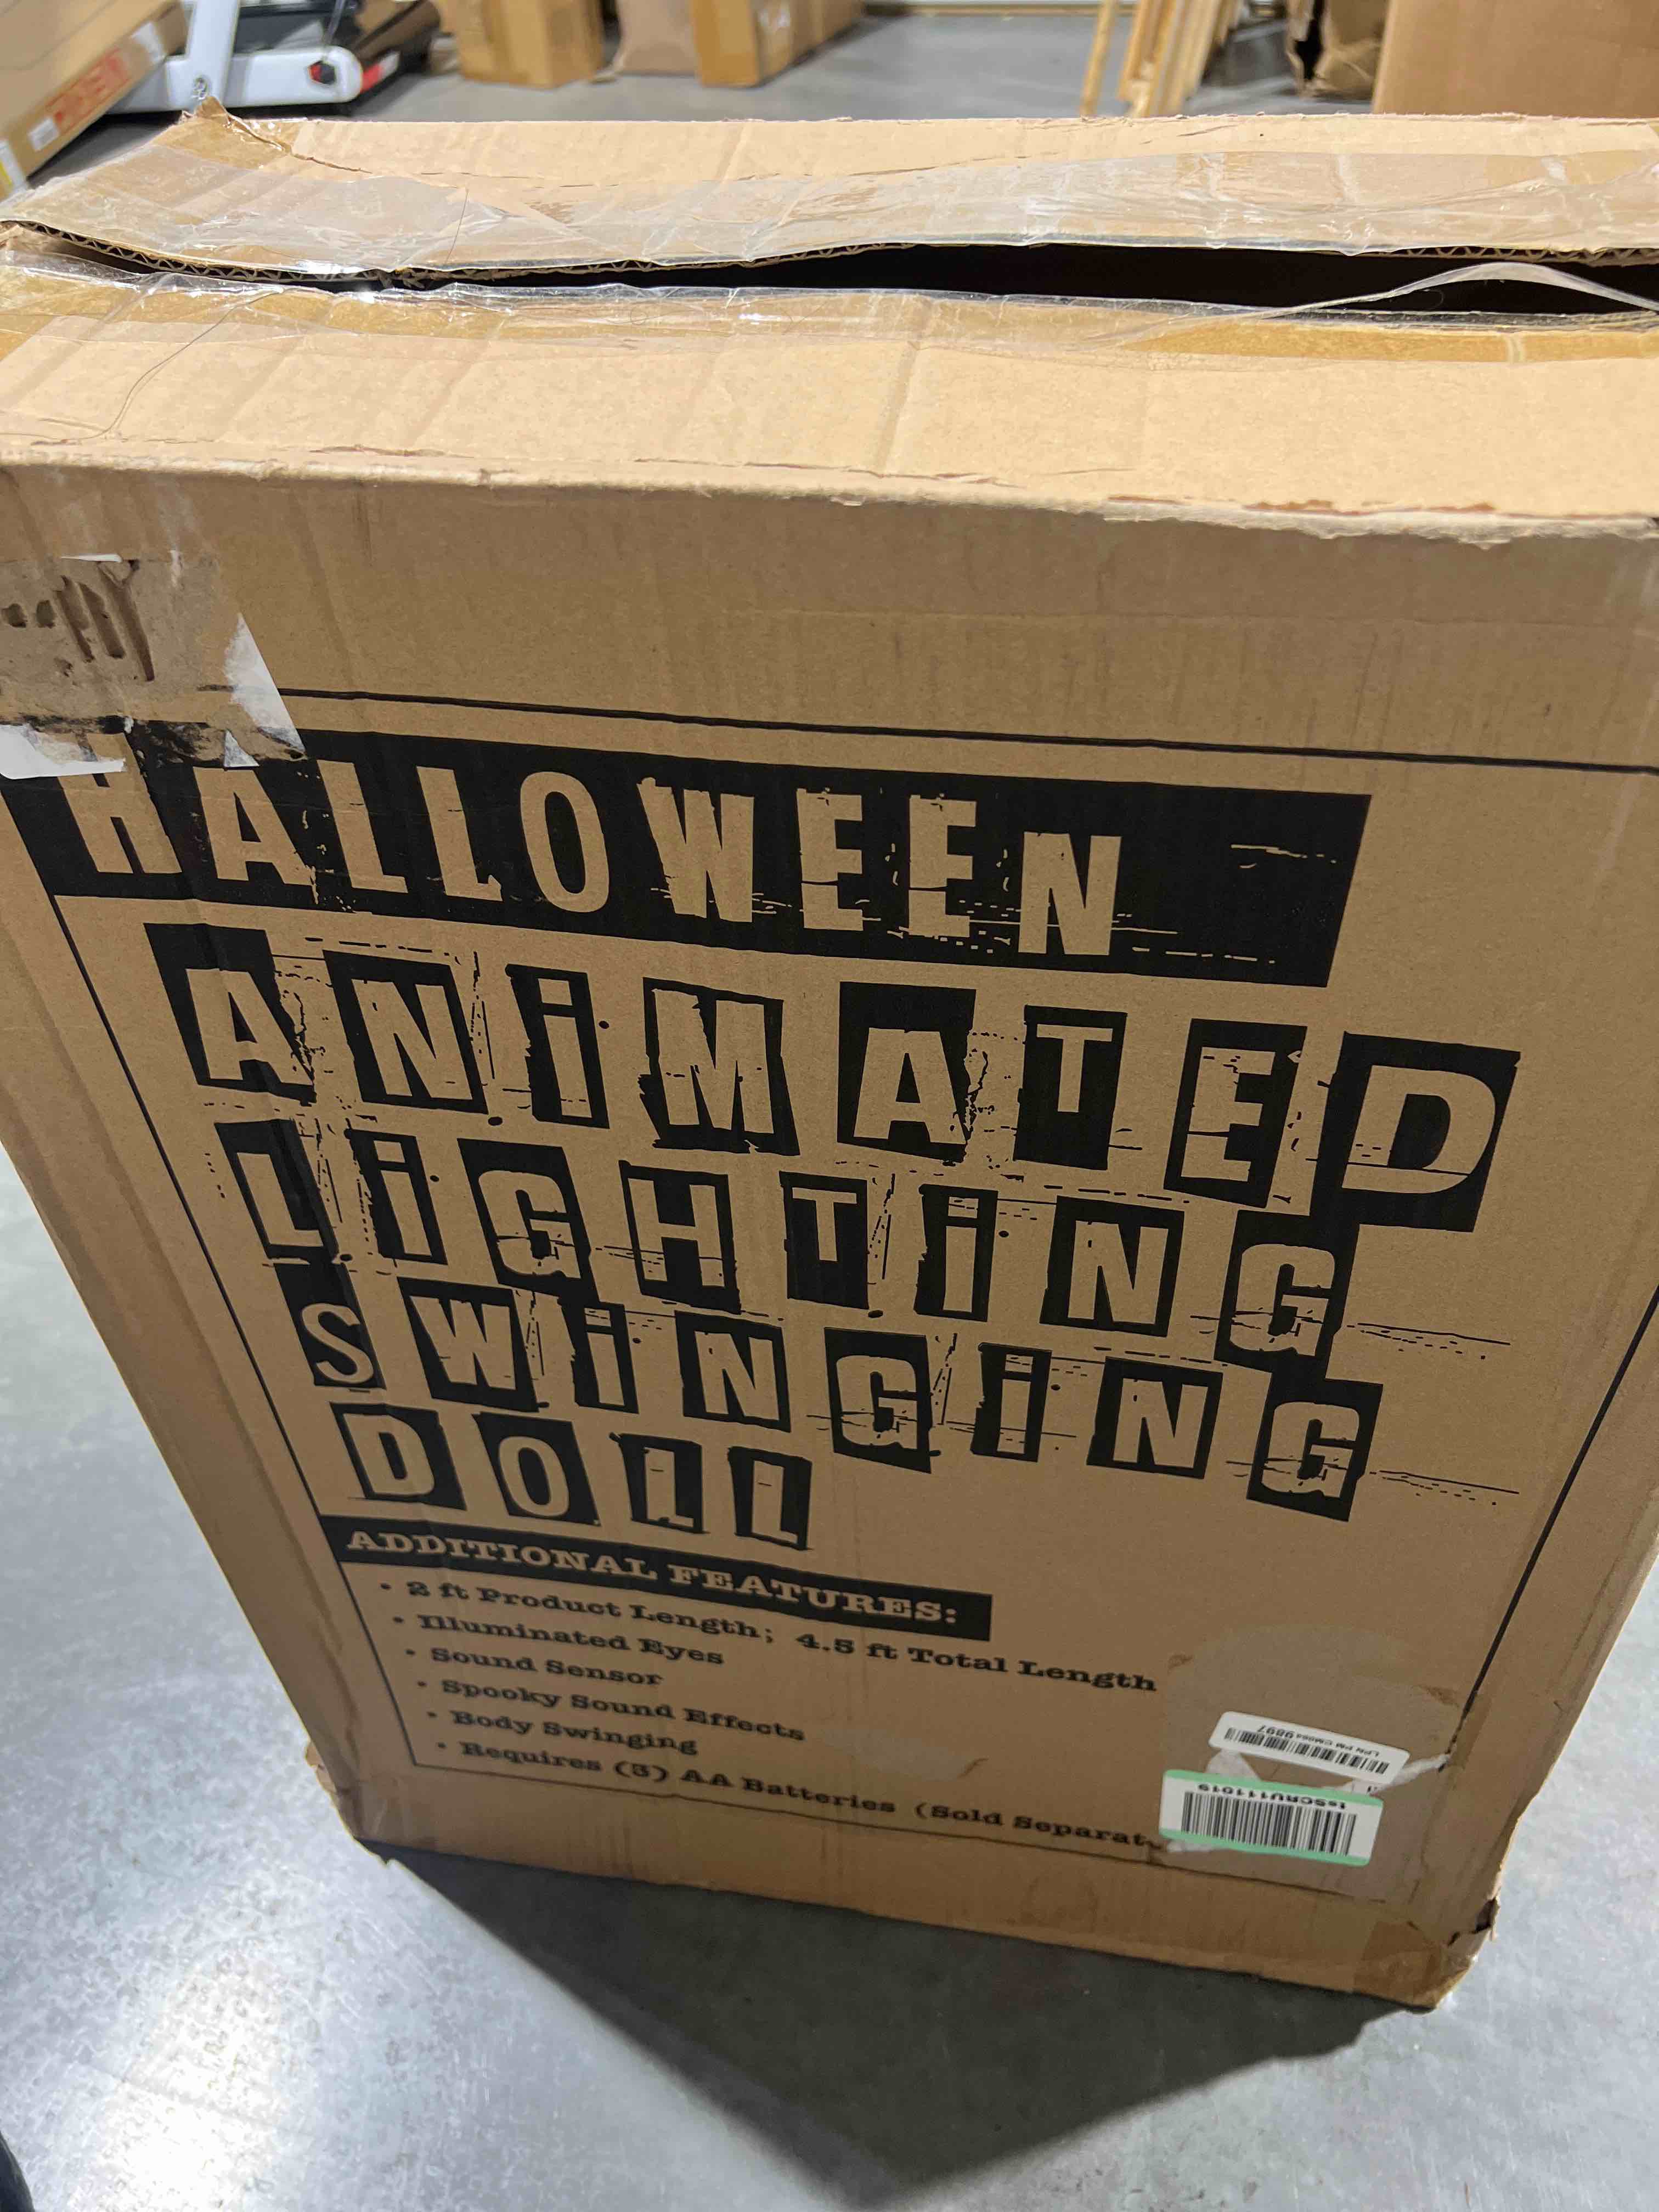 HALLOWEEN
ANiMATED
LiGHTiNG
SWiNGiNG
DOLL
ADDITIONAL FEATURES:
• 2 ft Product Length; 4.5 ft Total Length
• Illuminated Eyes
• Sound Sensor
• Spooky Sound Effects
• Body Swinging
• Requires (3) AA Batteries (Sold Separat